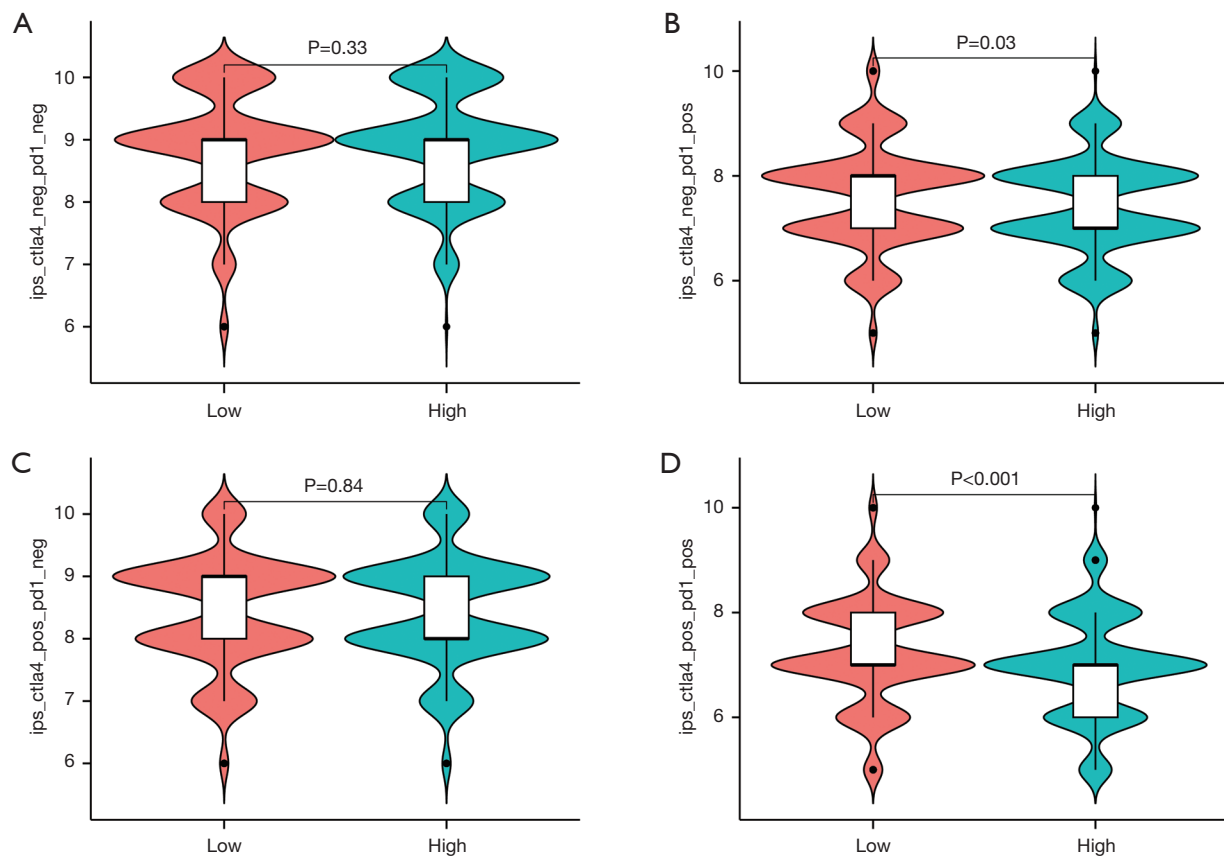 A
P=0.33
ips_ctla4_neg_pd1_neg
10
9
8
7
6
Low High
B
P=0.03
ips_ctla4_neg_pd1_pos
10
8
6
Low High
C
P=0.84
ips_ctla4_pos_pd1_neg
10
9
8
7
6
Low High
D
P<0.001
ips_ctla4_pos_pd1_pos
10
8
6
Low High